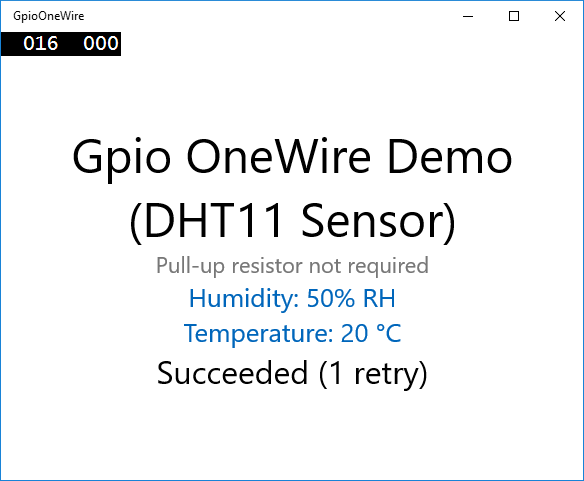 GpioOneWire
016 000
Gpio OneWire Demo
(DHT11 Sensor)
Pull-up resistor not required
Humidity: 50% RH
Temperature: 20 °C
Succeeded (1 retry)